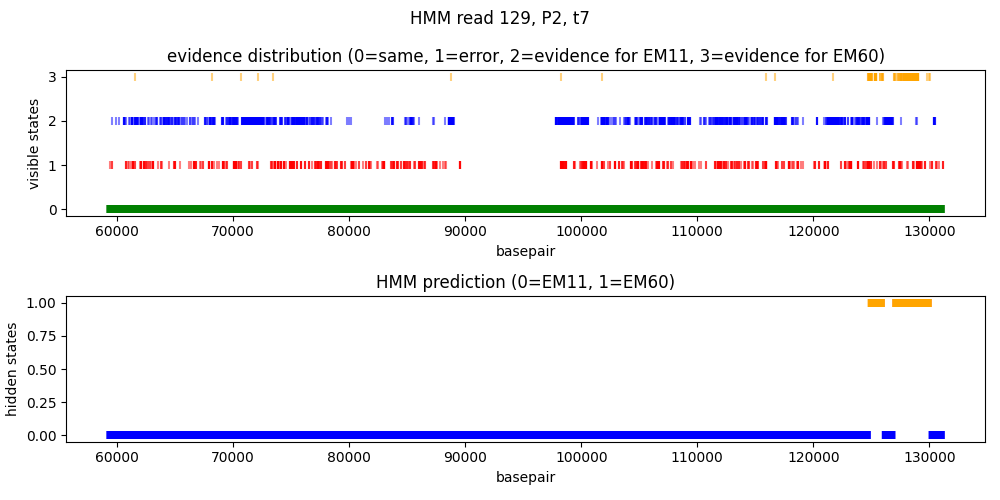 HMM read 129, P2, t7
evidence distribution (0=same, 1=error, 2=evidence for EM11, 3=evidence for EM60)
visible states
3
2
1
0
60000 70000 80000 90000 100000 110000 120000 130000
basepair
HMM prediction (0=EM11, 1=EM60)
hidden states
1.00
0.75
0.50
0.25
0.00
60000 70000 80000 90000 100000 110000 120000 130000
basepair